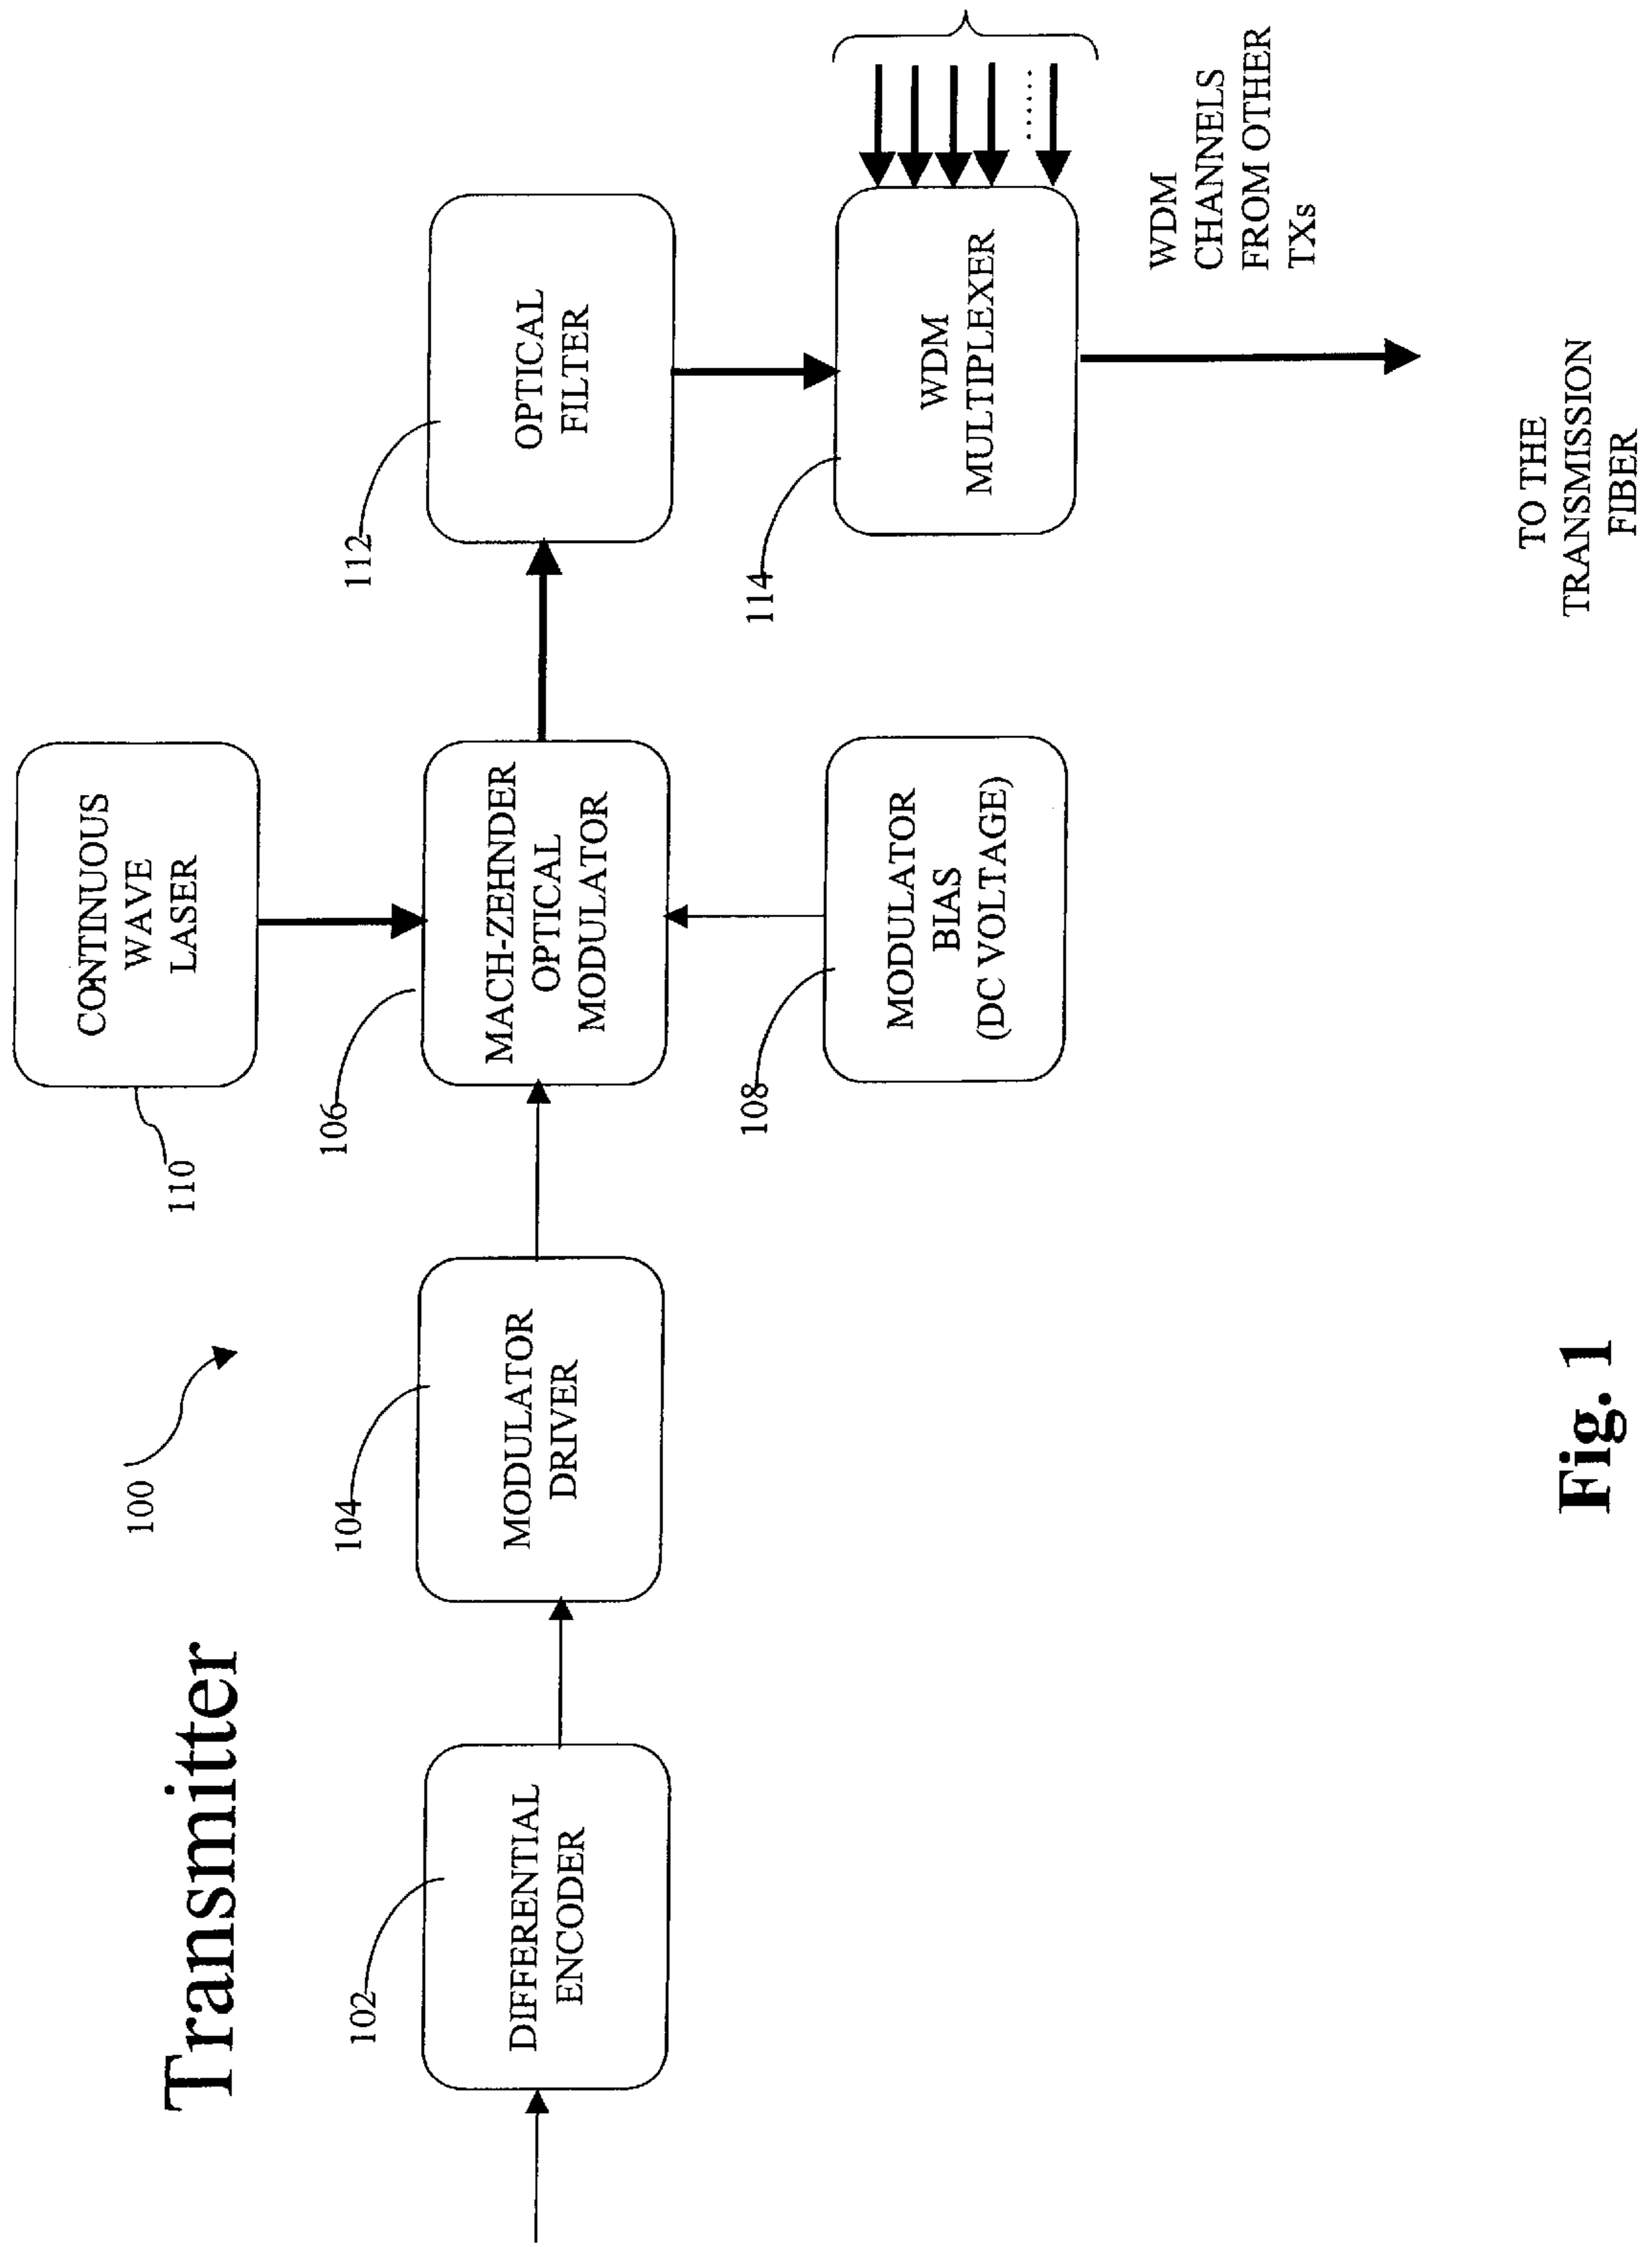 Transmitter
100
110
CONTINUOUS
WAVE
LASER
102
DIFFERENTIAL
ENCODER
104
MODULATOR
DRIVER
106
MACH-ZEHNDER
OPTICAL
MODULATOR
112
OPTICAL
FILTER
108
MODULATOR
BIAS
(DC VOLTAGE)
114
WDM
MULTIPLEXER
WDM
CHANNELS
FROM OTHER
TXs
TO THE
TRANSMISSION
FIBER
Fig. 1